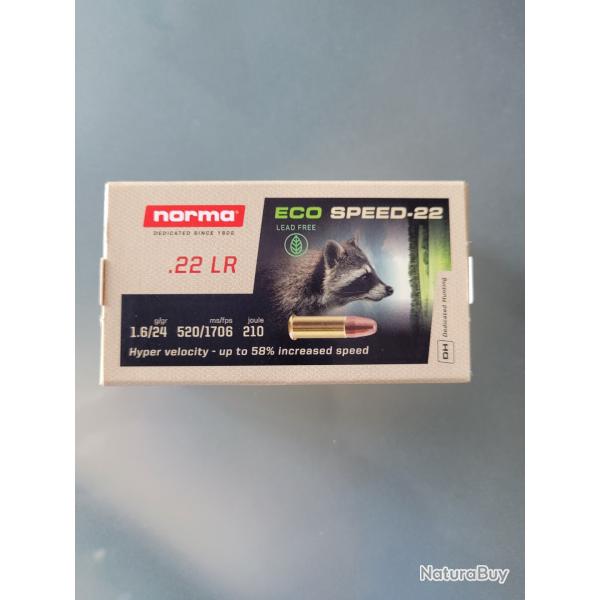 norma
DEDICATED SINCE 1902
ECO SPEED-22
LEAD FREE
.22 LR
g/gr
1.6/24
ms/fps
520/1706
joule
210
Hyper velocity - up to 58% increased speed
DH Dedicated Hunting
NaturaBuy